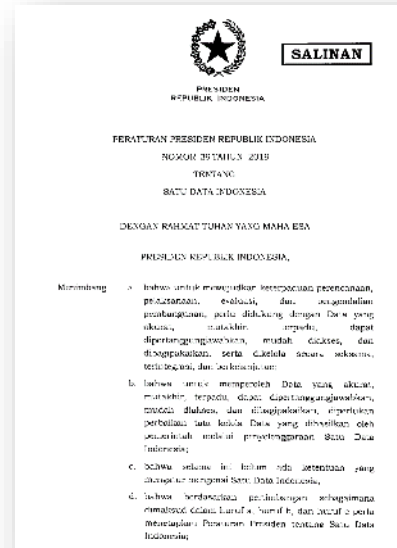 SALINAN
PRESIDEN
REPUBLIK INDONESIA
PERATURAN PRESIDEN REPUBLIK INDONESIA
NOMOR 39 TAHUN 2019
TENTANG
SATU DATA INDONESIA
DENGAN RAHMAT TUHAN YANG MAHA ESA
PRESIDEN REPUBLIK INDONESIA,
Menimbang
a. bahwa untuk mewujudkan keterpaduan perencanaan,
pelaksanaan, evaluasi, dan pengendalian
pembangunan, perlu didukung dengan Data yang
akurat, mutakhir, terpadu, dapat
dipertanggungjawabkan, mudah diakses, dan
dibagipakaikan, serta dikelola secara seksama,
terintegrasi, dan berkelanjutan;
b. bahwa untuk memperoleh Data yang akurat,
mutakhir, terpadu, dapat dipertanggungjawabkan,
mudah diakses, dan dibagipakaikan, diperlukan
perbaikan tata kelola Data yang dihasilkan oleh
pemerintah melalui penyelenggaraan Satu Data
Indonesia;
c. bahwa selama ini belum ada ketentuan yang
mengatur mengenai Satu Data Indonesia;
d. bahwa berdasarkan pertimbangan sebagaimana
dimaksud dalam huruf a, huruf b, dan huruf c perlu
menetapkan Peraturan Presiden tentang Satu Data
Indonesia;